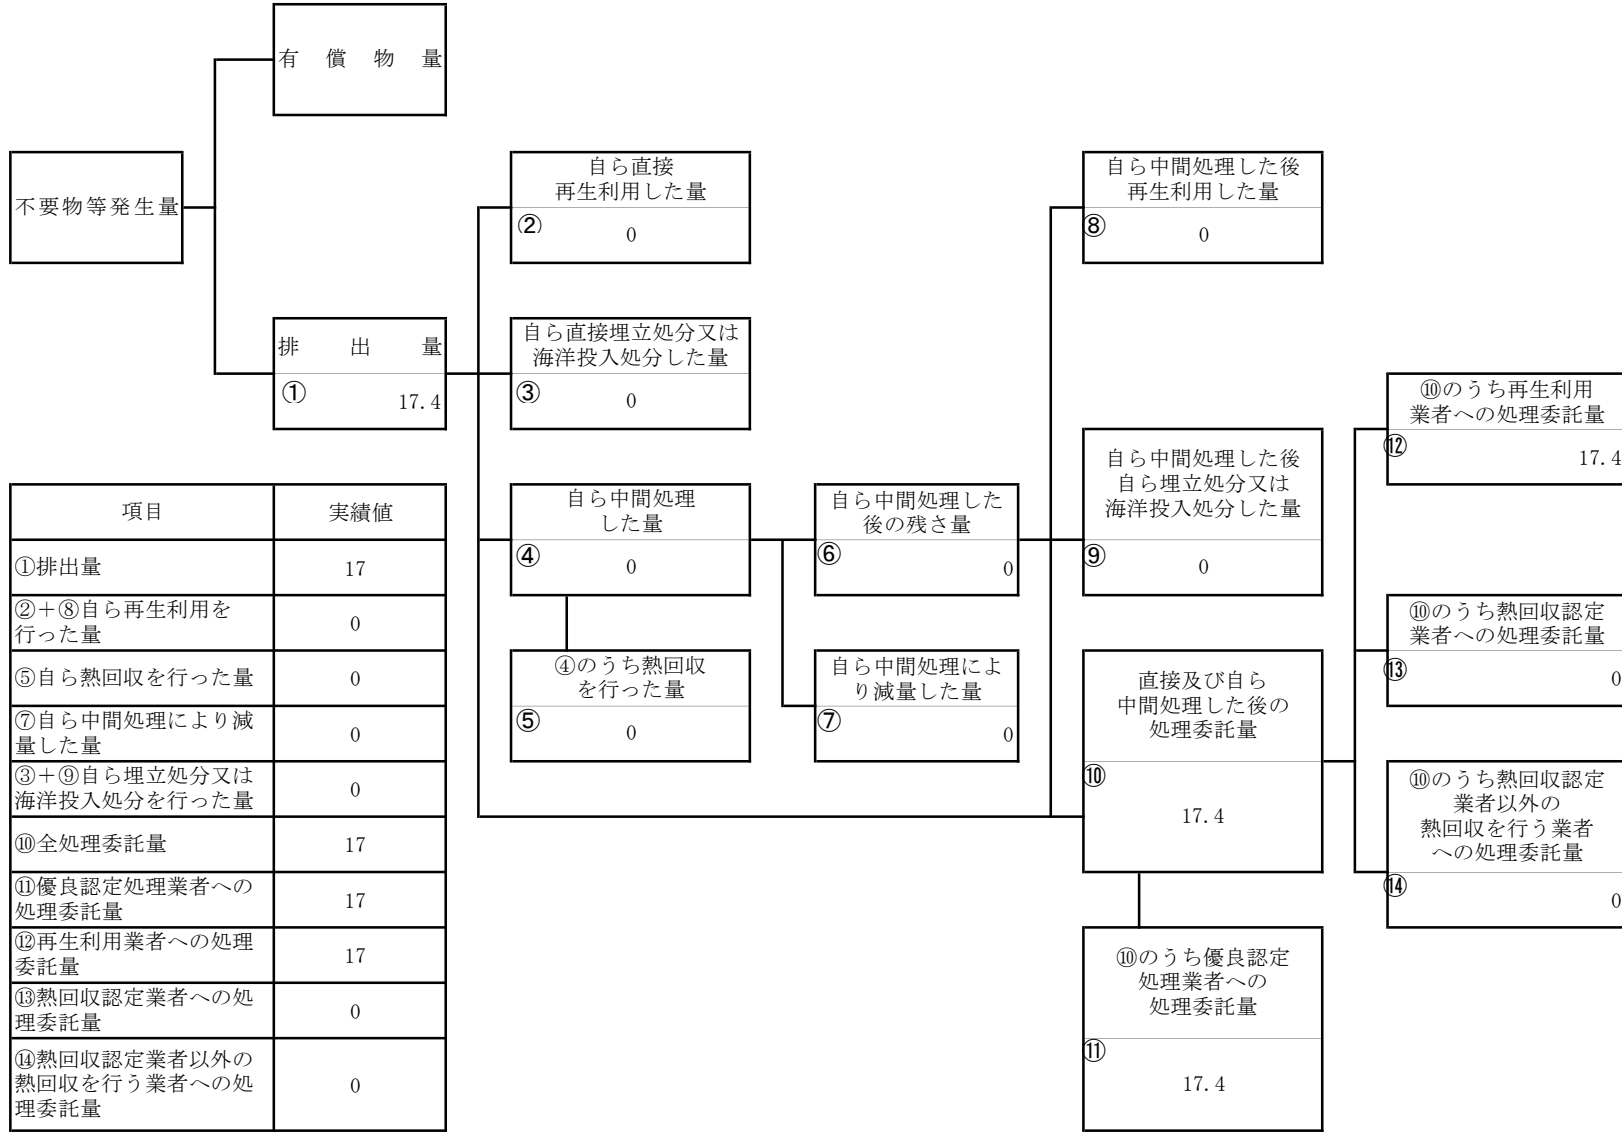 有償物量
不要物等発生量
排出量
①
17.4
自ら直接
再生利用した量
②
0
自ら直接埋立処分又は
海洋投入処分した量
③
0
自ら中間処理
した量
④
0
④のうち熱回収
を行った量
⑤
0
自ら中間処理した
後の残さ量
⑥
0
自ら中間処理によ
り減量した量
⑦
0
自ら中間処理した後
再生利用した量
⑧
0
自ら中間処理した後
自ら埋立処分又は
海洋投入処分した量
⑨
0
直接及び自ら
中間処理した後の
処理委託量
⑩
17.4
⑩のうち優良認定
処理業者への
処理委託量
⑪
17.4
⑩のうち再生利用
業者への処理委託量
⑫
17.4
⑩のうち熱回収認定
業者への処理委託量
⑬
0
⑩のうち熱回収認定
業者以外の
熱回収を行う業者
への処理委託量
⑭
0
項目 実績値
①排出量 17
②+⑧自ら再生利用を
行った量 0
⑤自ら熱回収を行った量 0
⑦自ら中間処理により減
量した量 0
③+⑨自ら埋立処分又は
海洋投入処分を行った量 0
⑩全処理委託量 17
⑪優良認定処理業者への
処理委託量 17
⑫再生利用業者への処理
委託量 17
⑬熱回収認定業者への処
理委託量 0
⑭熱回収認定業者以外の
熱回収を行う業者への処
理委託量 0